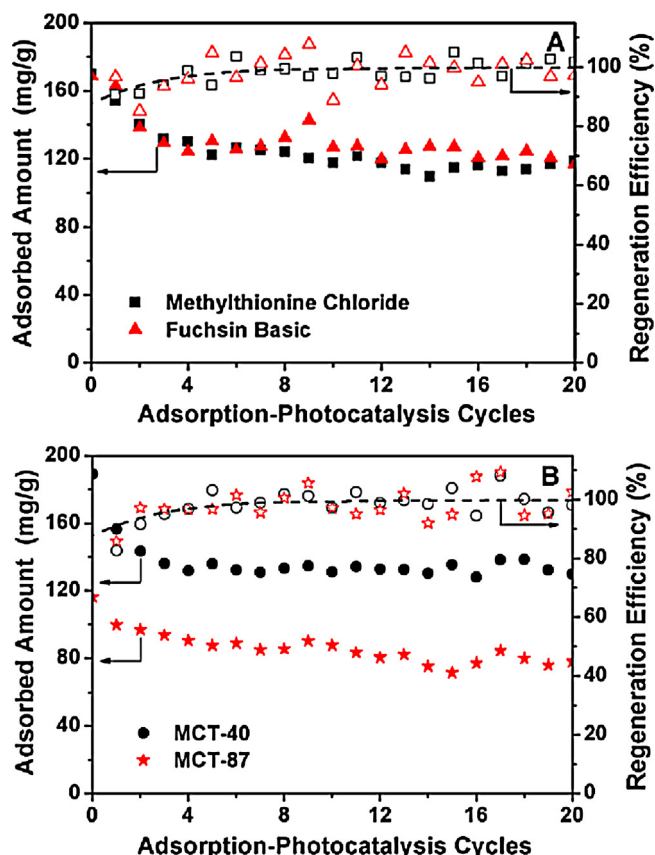 A
200
160
120
80
40
0
Adsorbed Amount (mg/g)
100
80
60
40
20
0
Regeneration Efficiency (%)
Methylthionine Chloride
Fuchsin Basic
0 4 8 12 16 20
Adsorption-Photocatalysis Cycles
B
200
160
120
80
40
0
Adsorbed Amount (mg/g)
100
80
60
40
20
0
Regeneration Efficiency (%)
MCT-40
MCT-87
0 4 8 12 16 20
Adsorption-Photocatalysis Cycles